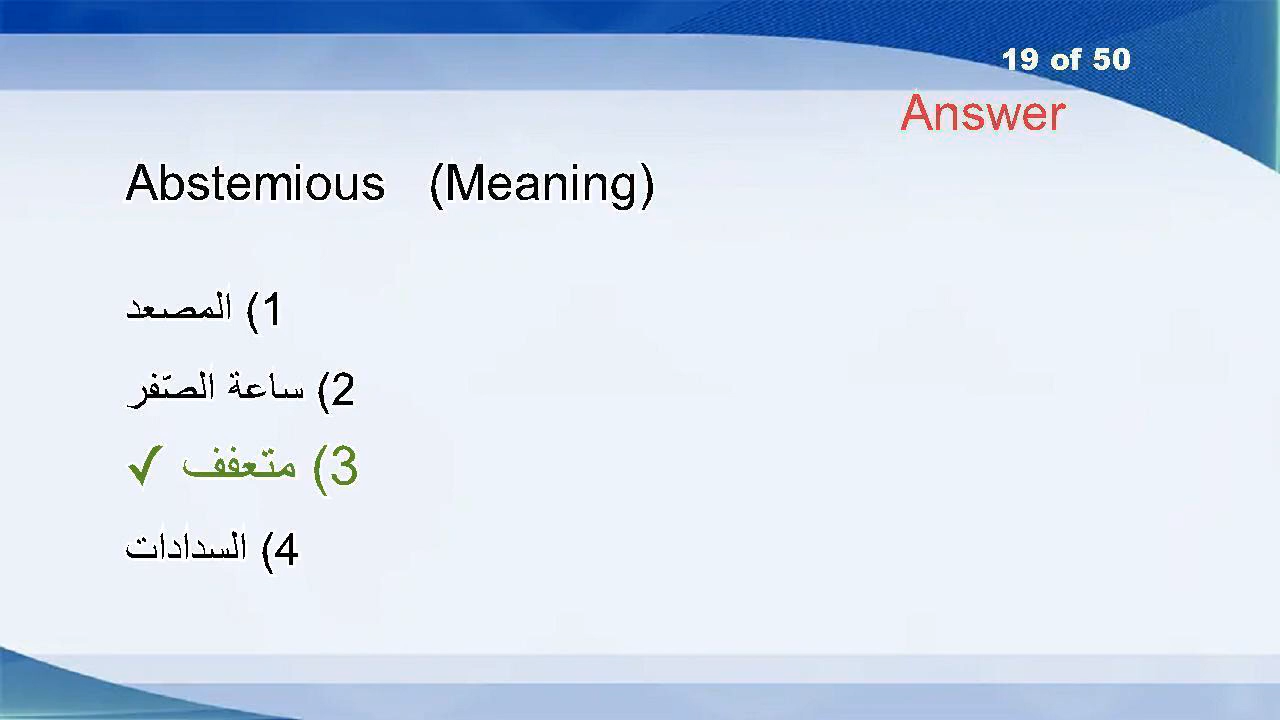 19 of 50
Answer
Abstemious (Meaning)
1) المصعد
2) ساعة الصّفر
3) متعفف ✓
4) السدادات